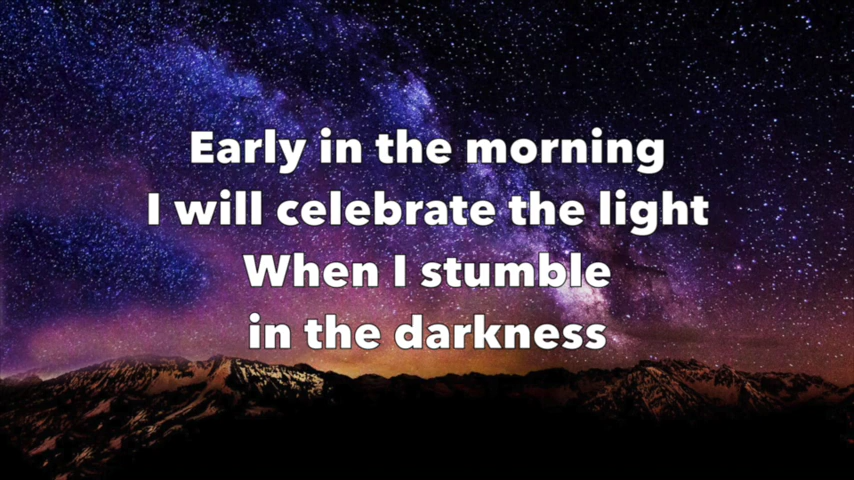 Early in the morning
I will celebrate the light
When I stumble
in the darkness